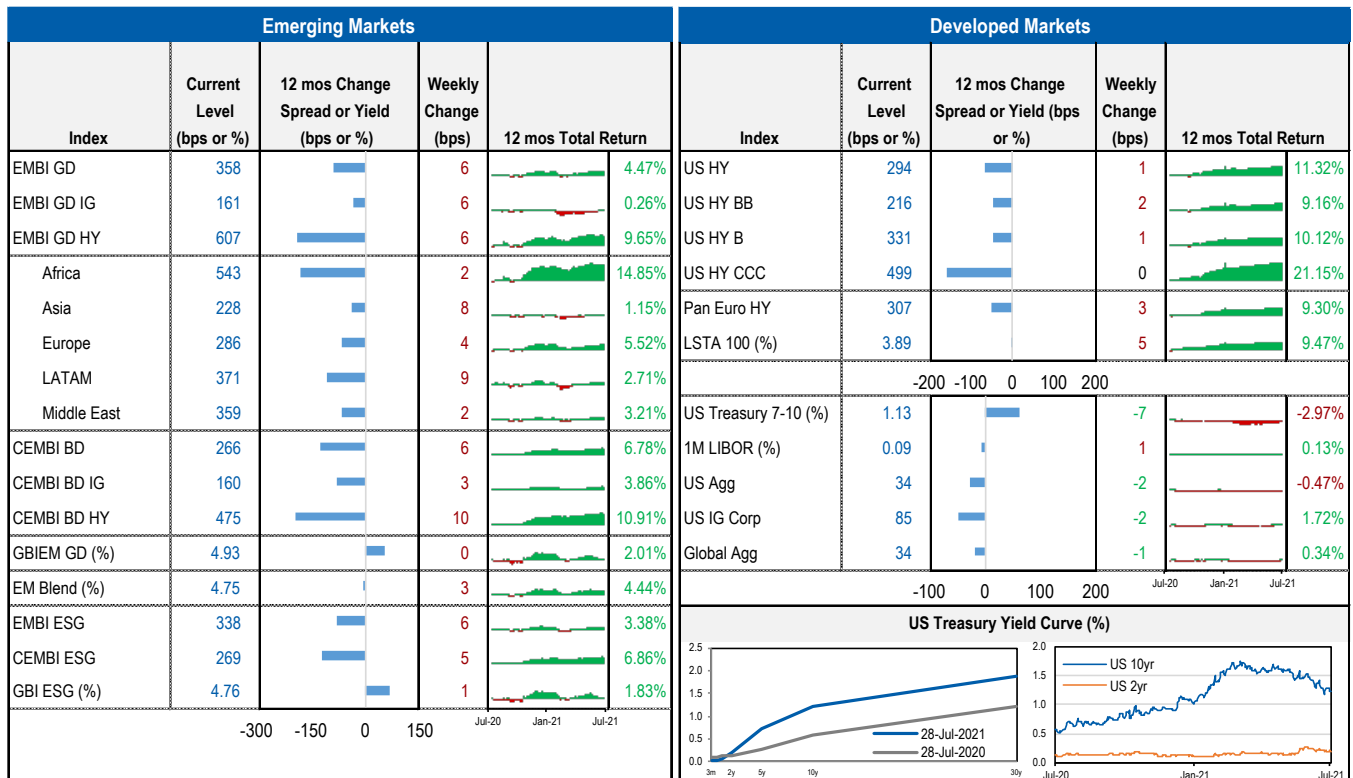 Emerging Markets
Current
12 mos Change
Weekly
Level
Spread or Yield
Change
Index
(bps or %)
(bps or %)
(bps)
12 mos Total Return
EMBI GD 358 6 4.47%
EMBI GD IG 161 6 0.26%
EMBI GD HY 607 6 9.65%
Africa 543 2 14.85%
Asia 228 8 1.15%
Europe 286 4 5.52%
LATAM 371 9 2.71%
Middle East 359 2 3.21%
CEMBI BD 266 6 6.78%
CEMBI BD IG 160 3 3.86%
CEMBI BD HY 475 10 10.91%
GBIEM GD (%) 4.93 0 2.01%
EM Blend (%) 4.75 3 4.44%
EMBI ESG 338 6 3.38%
CEMBI ESG 269 5 6.86%
GBI ESG (%) 4.76 1 1.83%
-300 -150 0 150
Jul-20 Jan-21 Jul-21
Developed Markets
Current
12 mos Change
Weekly
Level
Spread or Yield (bps
Change
Index
(bps or %)
or %)
(bps)
12 mos Total Return
US HY 294 1 11.32%
US HY BB 216 2 9.16%
US HY B 331 1 10.12%
US HY CCC 499 0 21.15%
Pan Euro HY 307 3 9.30%
LSTA 100 (%) 3.89 5 9.47%
-200 -100 0 100 200
US Treasury 7-10 (%) 1.13 -7 -2.97%
1M LIBOR (%) 0.09 1 0.13%
US Agg 34 -2 -0.47%
US IG Corp 85 -2 1.72%
Global Agg 34 -1 0.34%
-100 0 100 200
Jul-20 Jan-21 Jul-21
US Treasury Yield Curve (%)
2.5
2.0
1.5
1.0
0.5
0.0
28-Jul-2021
28-Jul-2020
3m 2y 5y 10y 30y
2.0
1.5
1.0
0.5
0.0
US 10yr
US 2yr
Jul-20 Jan-21 Jul-21